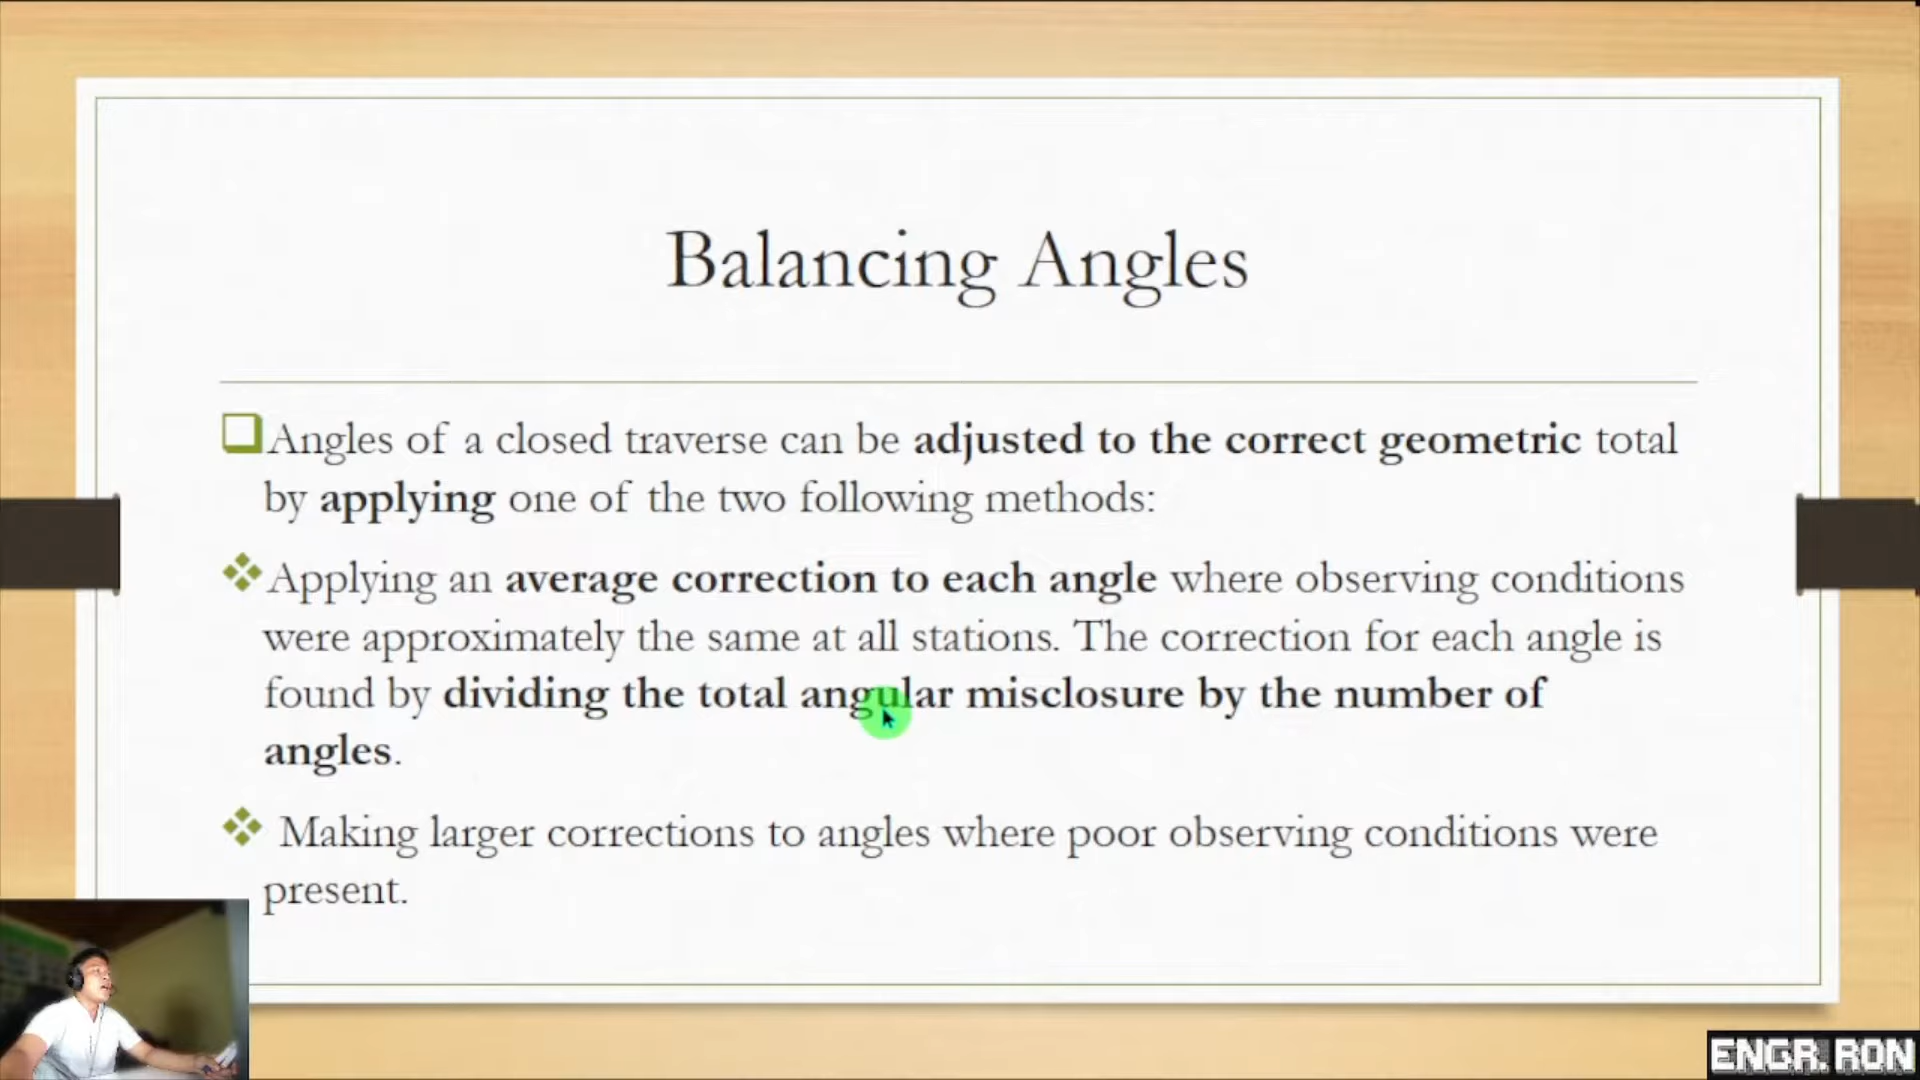 Balancing Angles
Angles of a closed traverse can be adjusted to the correct geometric total
by applying one of the two following methods:
Applying an average correction to each angle where observing conditions
were approximately the same at all stations. The correction for each angle is
found by dividing the total angular misclosure by the number of
angles.
Making larger corrections to angles where poor observing conditions were
present.
ENGR. RON